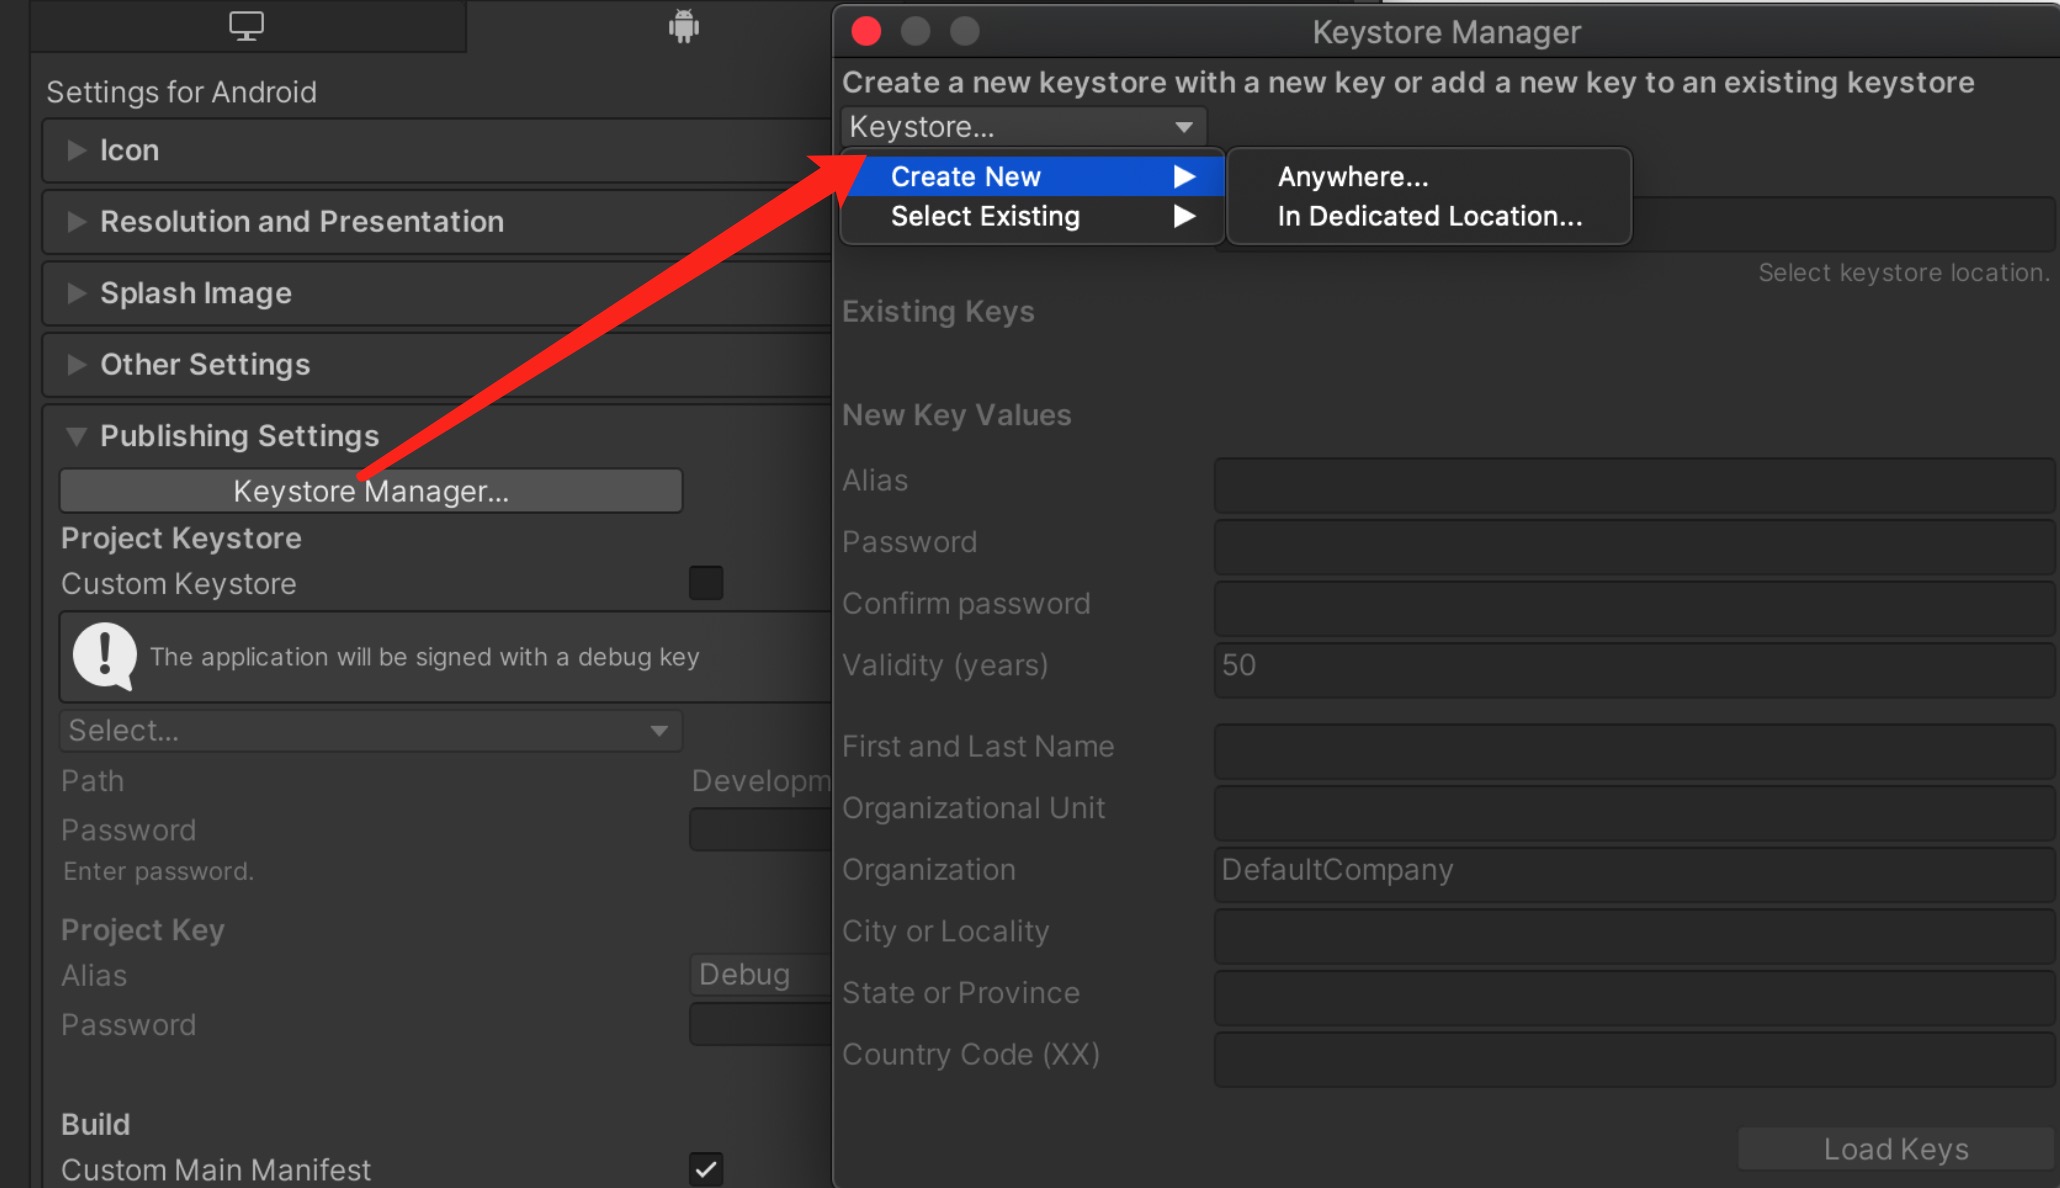 Settings for Android
Icon
Resolution and Presentation
Splash Image
Other Settings
Publishing Settings
Keystore Manager...
Project Keystore
Custom Keystore
The application will be signed with a debug key
Select...
Path
Developm
Password
Enter password.
Project Key
Alias
Debug
Password
Build
Custom Main Manifest
Keystore Manager
Create a new keystore with a new key or add a new key to an existing keystore
Keystore...
Create New
Select Existing
Anywhere...
In Dedicated Location...
Select keystore location.
Existing Keys
New Key Values
Alias
Password
Confirm password
Validity (years)
50
First and Last Name
Organizational Unit
Organization
DefaultCompany
City or Locality
State or Province
Country Code (XX)
Load Keys